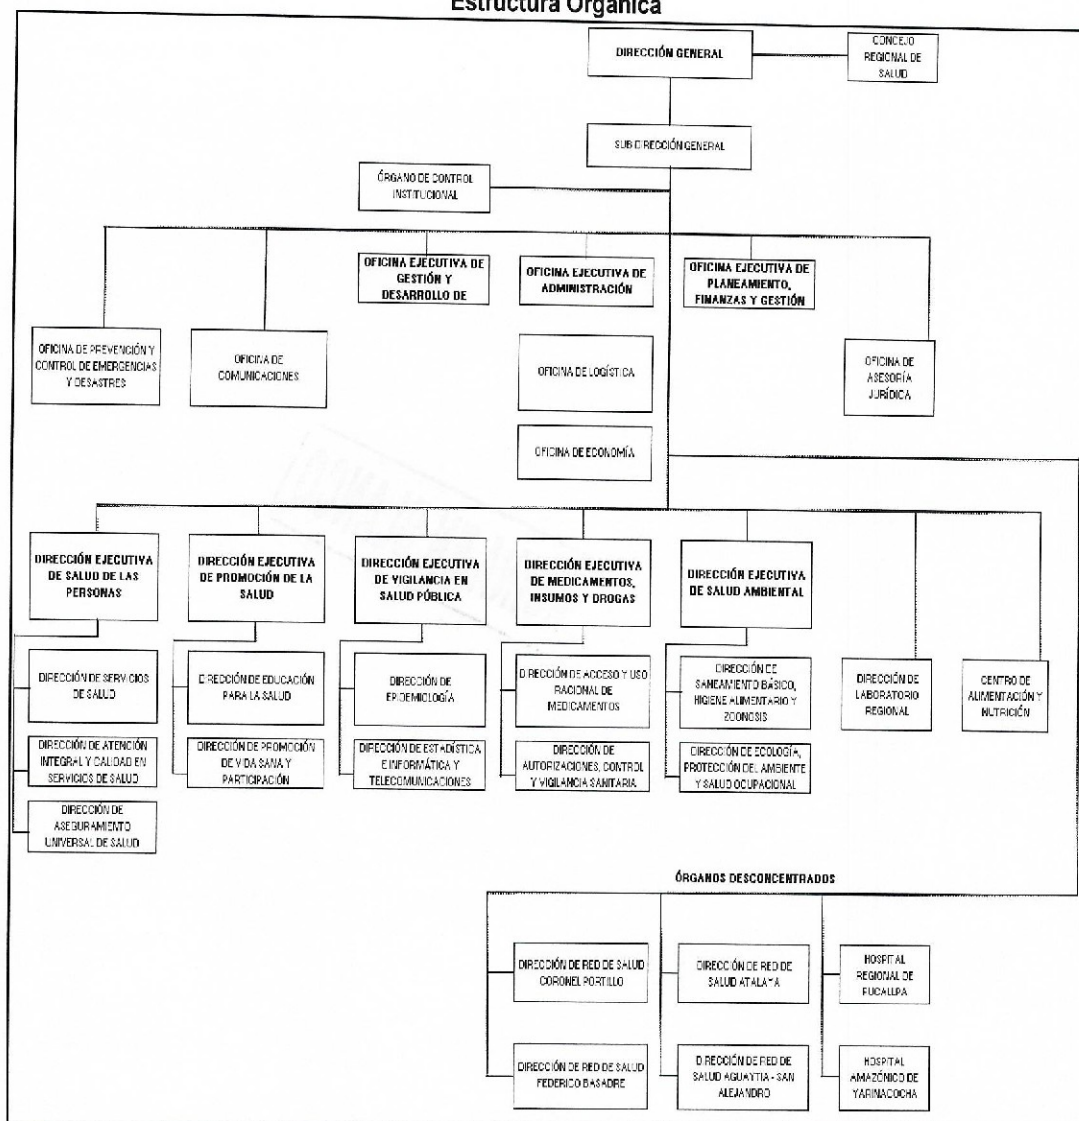 Estructura Orgánica
DIRECCIÓN GENERAL
CONCEJO
REGIONAL DE
SALUD
SUB DIRECCIÓN GENERAL
ÓRGANO DE CONTROL
INSTITUCIONAL
OFICINA EJECUTIVA DE
GESTIÓN Y
DESARROLLO DE
OFICINA EJECUTIVA DE
ADMINISTRACIÓN
OFICINA EJECUTIVA DE
PLANEAMIENTO,
FINANZAS Y GESTIÓN
OFICINA DE PREVENCIÓN Y
CONTROL DE EMERGENCIAS
Y DESASTRES
OFICINA DE
COMUNICACIONES
OFICINA DE LOGÍSTICA
OFICINA DE
ASESORÍA
JURÍDICA
OFICINA DE ECONOMÍA
DIRECCIÓN EJECUTIVA
DE SALUD DE LAS
PERSONAS
DIRECCIÓN EJECUTIVA
DE PROMOCIÓN DE LA
SALUD
DIRECCIÓN EJECUTIVA
DE VIGILANCIA EN
SALUD PÚBLICA
DIRECCIÓN EJECUTIVA
DE MEDICAMENTOS,
INSUMOS Y DROGAS
DIRECCIÓN EJECUTIVA
DE SALUD AMBIENTAL
DIRECCIÓN DE SERVICIOS
DE SALUD
DIRECCIÓN DE EDUCACIÓN
PARA LA SALUD
DIRECCIÓN DE
EPIDEMIOLOGÍA
DIRECCIÓN DE ACCESO Y USO
RACIONAL DE
MEDICAMENTOS
DIRECCIÓN DE
SANEAMIENTO BÁSICO,
HIGIENE ALIMENTARIO Y
ZOONOSIS
DIRECCIÓN DE
LABORATORIO
REGIONAL
CENTRO DE
ALIMENTACIÓN Y
NUTRICIÓN
DIRECCIÓN DE ATENCIÓN
INTEGRAL Y CALIDAD EN
SERVICIOS DE SALUD
DIRECCIÓN DE PROMOCIÓN
DE VIDA SANA Y
PARTICIPACIÓN
DIRECCIÓN DE ESTADÍSTICA
E INFORMÁTICA Y
TELECOMUNICACIONES
DIRECCIÓN DE
AUTORIZACIONES, CONTROL
Y VIGILANCIA SANITARIA
DIRECCIÓN DE ECOLOGÍA,
PROTECCIÓN DEL AMBIENTE
Y SALUD OCUPACIONAL
DIRECCIÓN DE
ASEGURAMIENTO
UNIVERSAL DE SALUD
ÓRGANOS DESCONCENTRADOS
DIRECCIÓN DE RED DE SALUD
CORONEL PORTILLO
DIRECCIÓN DE RED DE
SALUD ATALAYA
HOSPITAL
REGIONAL DE
PUCALLPA
DIRECCIÓN DE RED DE SALUD
FEDERICO BASADRE
DIRECCIÓN DE RED DE
SALUD AGUAYTIA - SAN
ALEJANDRO
HOSPITAL
AMAZÓNICO DE
YARINACOCHA